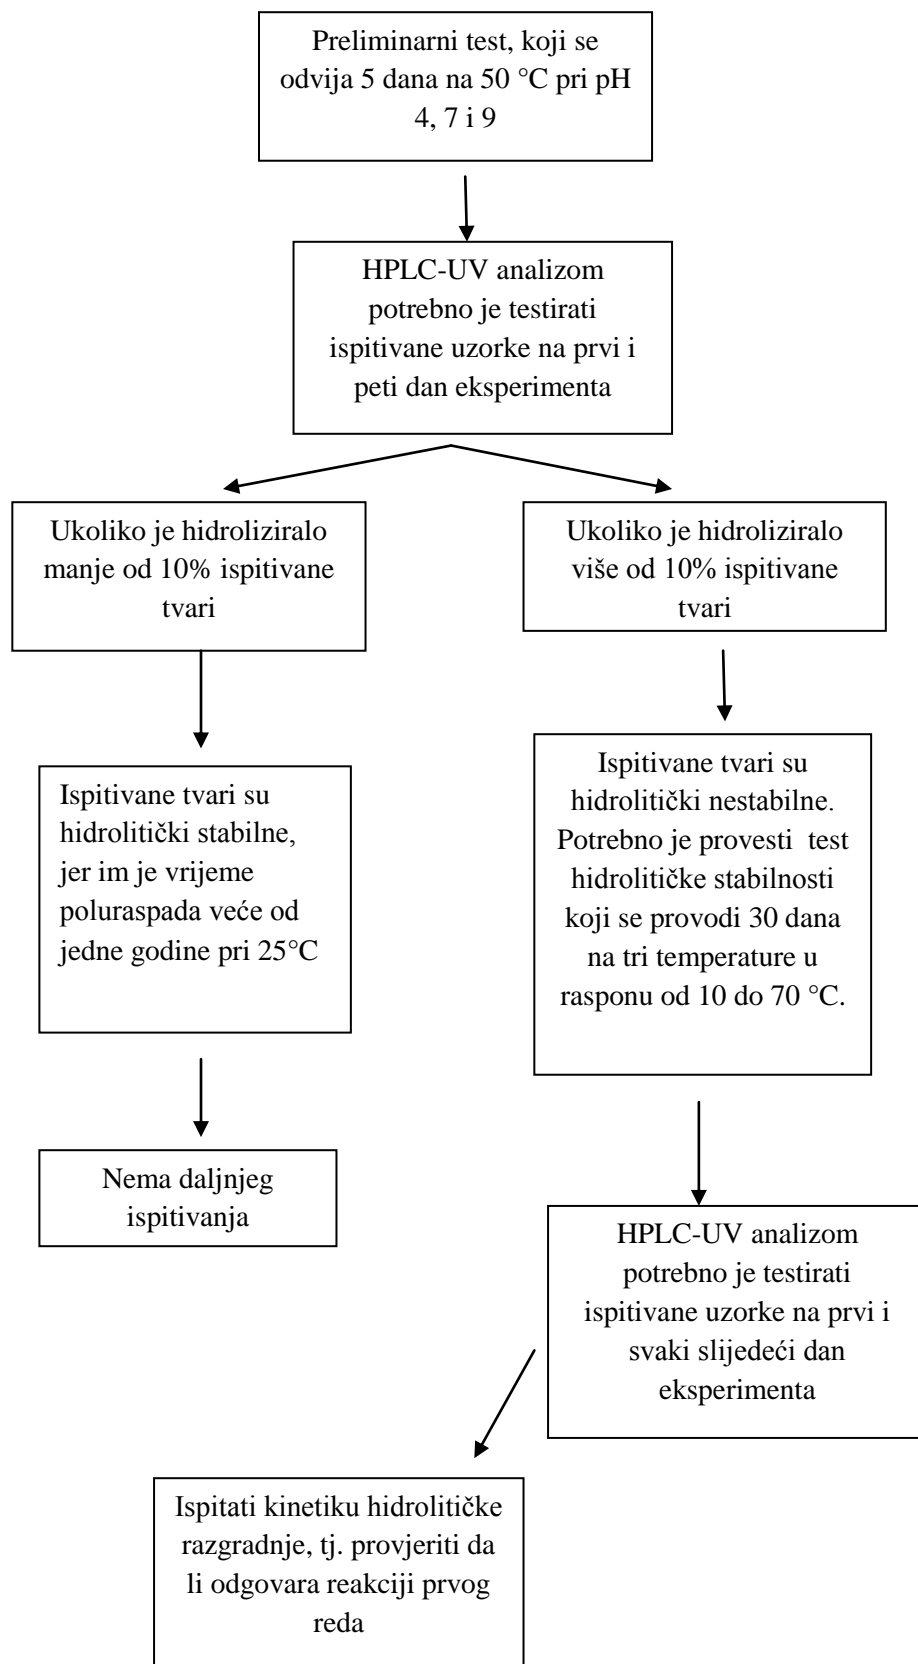 Preliminarni test, koji se
odvija 5 dana na 50 °C pri pH
4, 7 i 9
HPLC-UV analizom
potrebno je testirati
ispitivane uzorke na prvi i
peti dan eksperimenta
Ukoliko je hidroliziralo
manje od 10% ispitivane
tvari
Ukoliko je hidroliziralo
više od 10% ispitivane
tvari
Ispitivane tvari su
hidrolitički stabilne,
jer im je vrijeme
poluraspada veće od
jedne godine pri 25°C
Ispitivane tvari su
hidrolitički nestabilne.
Potrebno je provesti  test
hidrolitičke stabilnosti
koji se provodi 30 dana
na tri temperature u
rasponu od 10 do 70 °C.
Nema daljnjeg
ispitivanja
HPLC-UV analizom
potrebno je testirati
ispitivane uzorke na prvi i
svaki slijedeći dan
eksperimenta
Ispitati kinetiku hidrolitičke
razgradnje, tj. provjeriti da
li odgovara reakciji prvog
reda